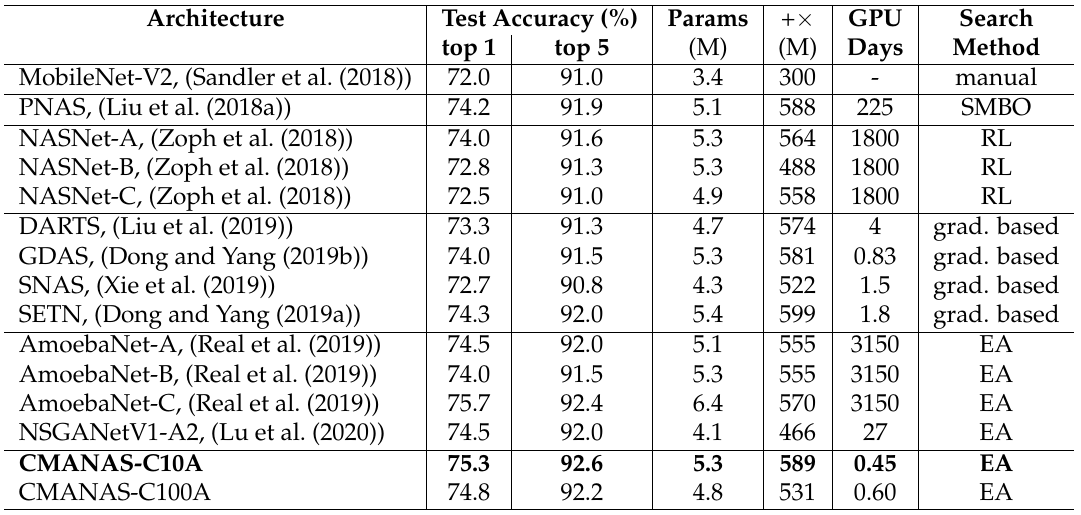 Architecture Test Accuracy (%) Params +× GPU Search
top 1 top 5 (M) (M) Days Method
MobileNet-V2, (Sandler et al. (2018)) 72.0 91.0 3.4 300 - manual
PNAS, (Liu et al. (2018a)) 74.2 91.9 5.1 588 225 SMBO
NASNet-A, (Zoph et al. (2018)) 74.0 91.6 5.3 564 1800 RL
NASNet-B, (Zoph et al. (2018)) 72.8 91.3 5.3 488 1800 RL
NASNet-C, (Zoph et al. (2018)) 72.5 91.0 4.9 558 1800 RL
DARTS, (Liu et al. (2019)) 73.3 91.3 4.7 574 4 grad. based
GDAS, (Dong and Yang (2019b)) 74.0 91.5 5.3 581 0.83 grad. based
SNAS, (Xie et al. (2019)) 72.7 90.8 4.3 522 1.5 grad. based
SETN, (Dong and Yang (2019a)) 74.3 92.0 5.4 599 1.8 grad. based
AmoebaNet-A, (Real et al. (2019)) 74.5 92.0 5.1 555 3150 EA
AmoebaNet-B, (Real et al. (2019)) 74.0 91.5 5.3 555 3150 EA
AmoebaNet-C, (Real et al. (2019)) 75.7 92.4 6.4 570 3150 EA
NSGANetV1-A2, (Lu et al. (2020)) 74.5 92.0 4.1 466 27 EA
CMANAS-C10A 75.3 92.6 5.3 589 0.45 EA
CMANAS-C100A 74.8 92.2 4.8 531 0.60 EA